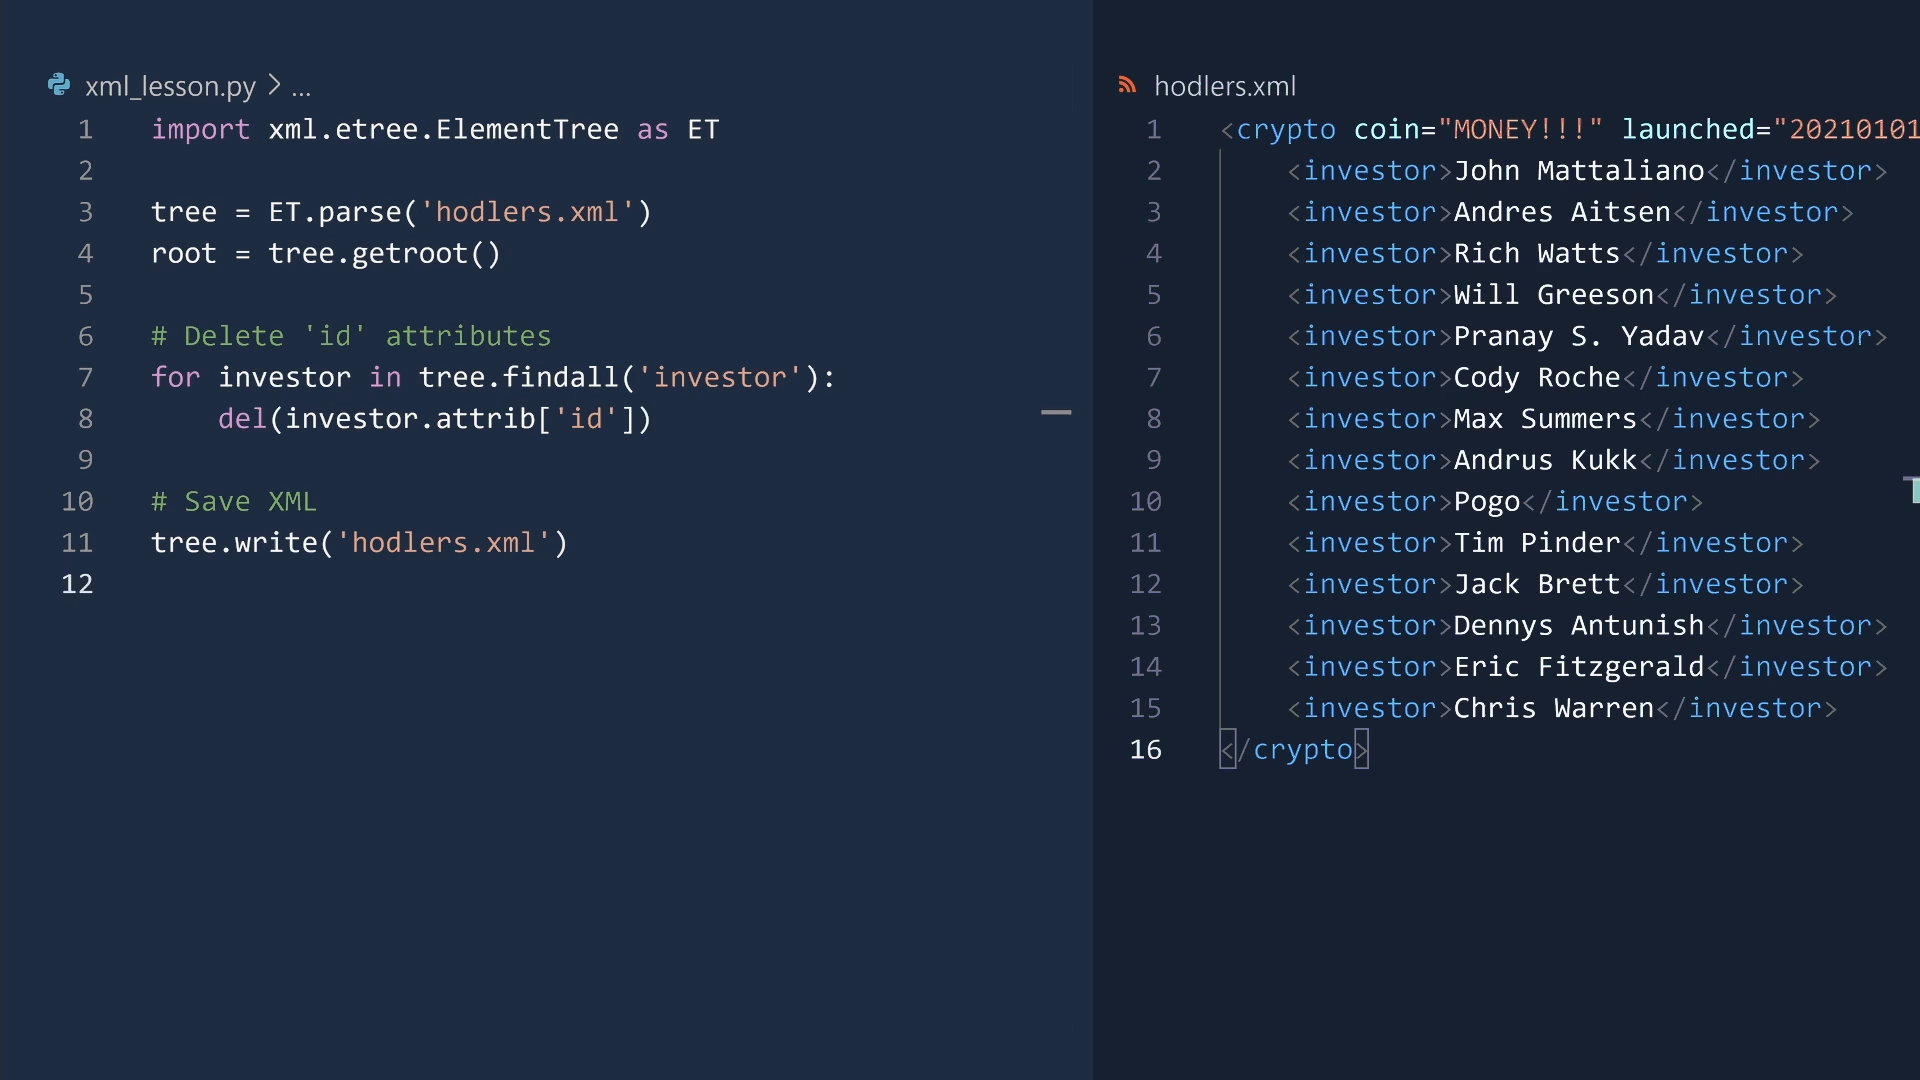 xml_lesson.py > ...
1 import xml.etree.ElementTree as ET
2
3 tree = ET.parse('hodlers.xml')
4 root = tree.getroot()
5
6 # Delete 'id' attributes
7 for investor in tree.findall('investor'):
8     del(investor.attrib['id'])
9
10 # Save XML
11 tree.write('hodlers.xml')
12
hodlers.xml
1 <crypto coin="MONEY!!!" launched="20210101
2     <investor>John Mattaliano</investor>
3     <investor>Andres Aitsen</investor>
4     <investor>Rich Watts</investor>
5     <investor>Will Greeson</investor>
6     <investor>Pranay S. Yadav</investor>
7     <investor>Cody Roche</investor>
8     <investor>Max Summers</investor>
9     <investor>Andrus Kukk</investor>
10     <investor>Pogo</investor>
11     <investor>Tim Pinder</investor>
12     <investor>Jack Brett</investor>
13     <investor>Dennys Antunish</investor>
14     <investor>Eric Fitzgerald</investor>
15     <investor>Chris Warren</investor>
16 </crypto>